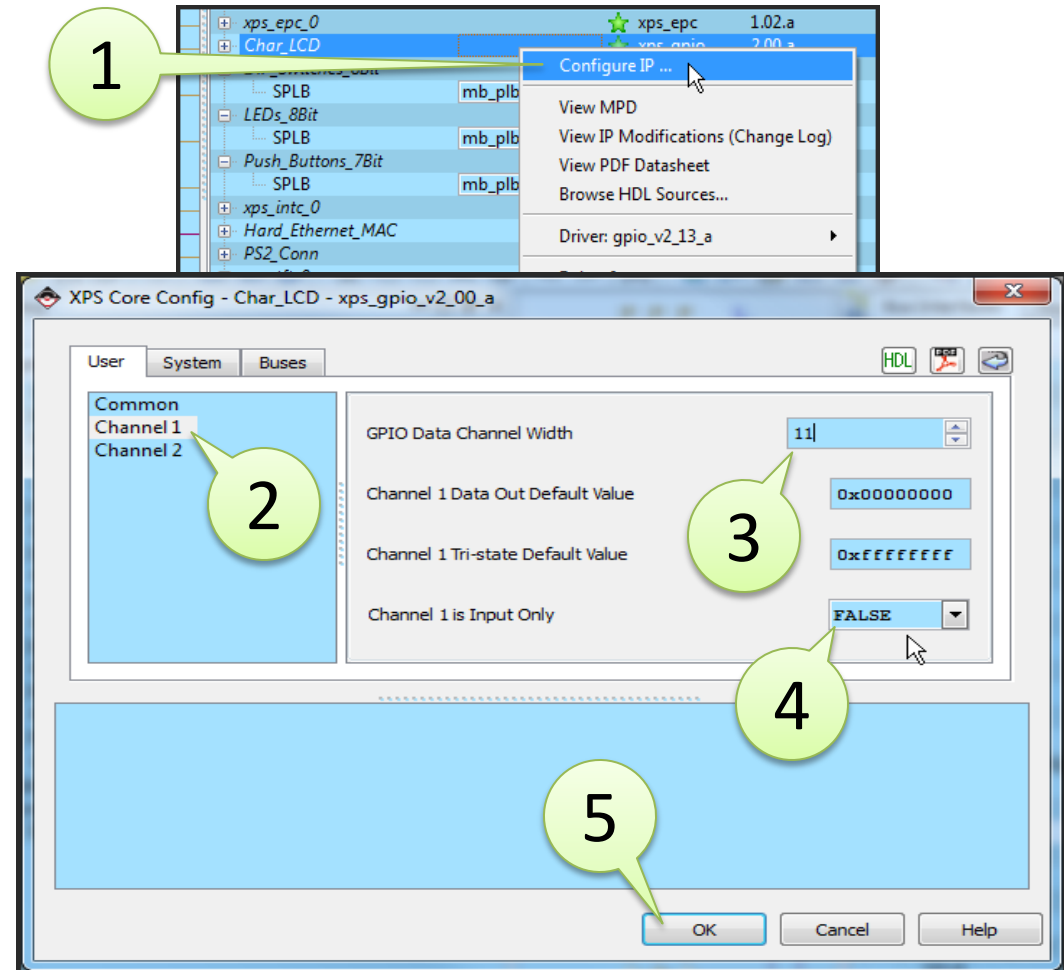 1
xps_epc_0 xps_epc 1.02.a
Char_LCD xps_gpio 2.00.a
Configure IP ...
SPLB mb_plb
View MPD
LEDs_8Bit
SPLB mb_plb
View IP Modifications (Change Log)
Push_Buttons_7Bit
View PDF Datasheet
SPLB mb_plb
Browse HDL Sources...
xps_intc_0
Hard_Ethernet_MAC
Driver: gpio_v2_13_a
PS2_Conn
XPS Core Config - Char_LCD - xps_gpio_v2_00_a
User System Buses
HDL PDF
Common
Channel 1
Channel 2
2
GPIO Data Channel Width 11
3
Channel 1 Data Out Default Value 0x00000000
Channel 1 Tri-state Default Value 0xffffffff
Channel 1 is Input Only FALSE
4
5
OK Cancel Help